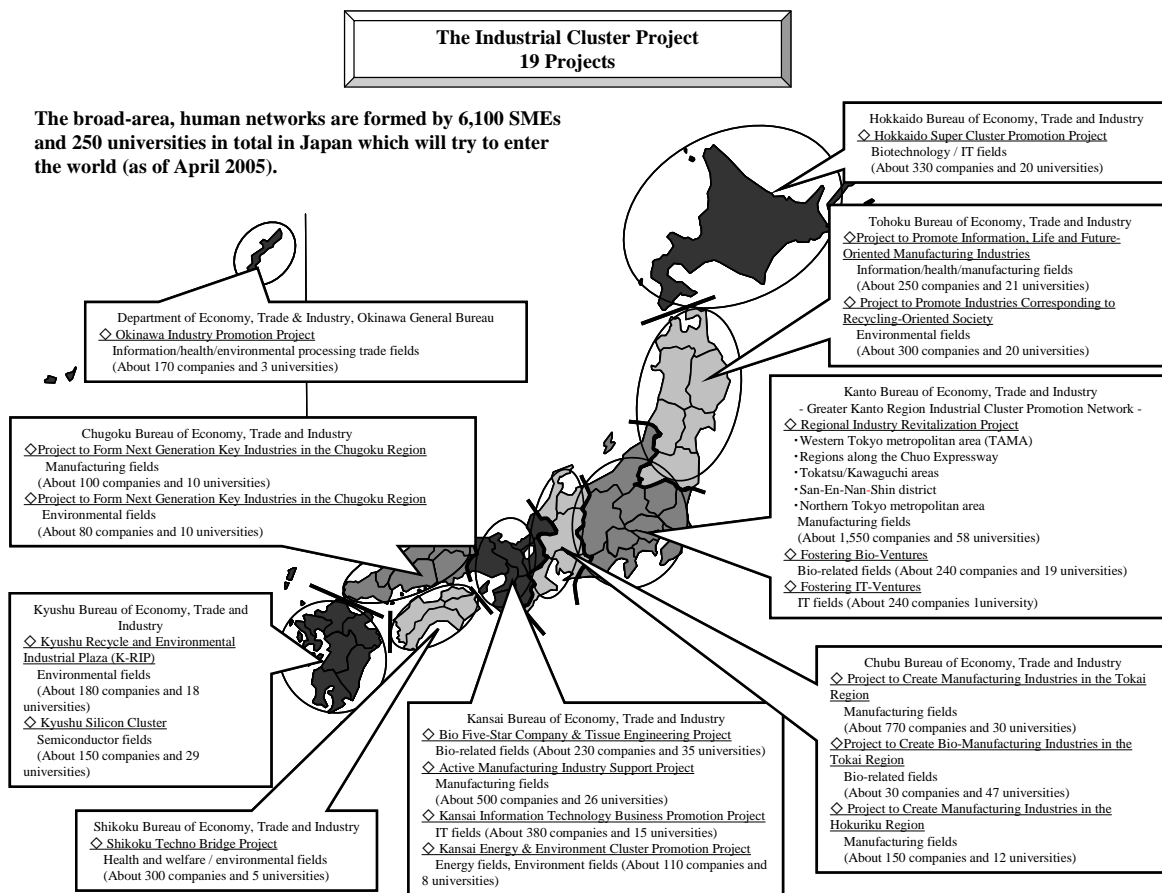 The Industrial Cluster Project
19 Projects
The broad-area, human networks are formed by 6,100 SMEs
and 250 universities in total in Japan which will try to enter
the world (as of April 2005).
Hokkaido Bureau of Economy, Trade and Industry
◇ Hokkaido Super Cluster Promotion Project
Biotechnology / IT fields
(About 330 companies and 20 universities)
Tohoku Bureau of Economy, Trade and Industry
◇Project to Promote Information, Life and Future-
Oriented Manufacturing Industries
Information/health/manufacturing fields
(About 250 companies and 21 universities)
◇ Project to Promote Industries Corresponding to
Recycling-Oriented Society
Environmental fields
(About 300 companies and 20 universities)
Department of Economy, Trade & Industry, Okinawa General Bureau
◇ Okinawa Industry Promotion Project
Information/health/environmental processing trade fields
(About 170 companies and 3 universities)
Kanto Bureau of Economy, Trade and Industry
- Greater Kanto Region Industrial Cluster Promotion Network -
◇ Regional Industry Revitalization Project
・Western Tokyo metropolitan area (TAMA)
・Regions along the Chuo Expressway
・Tokatsu/Kawaguchi areas
・San-En-Nan-Shin district
・Northern Tokyo metropolitan area
Manufacturing fields
(About 1,550 companies and 58 universities)
◇ Fostering Bio-Ventures
Bio-related fields (About 240 companies and 19 universities)
◇ Fostering IT-Ventures
IT fields (About 240 companies 1university)
Chugoku Bureau of Economy, Trade and Industry
◇Project to Form Next Generation Key Industries in the Chugoku Region
Manufacturing fields
(About 100 companies and 10 universities)
◇Project to Form Next Generation Key Industries in the Chugoku Region
Environmental fields
(About 80 companies and 10 universities)
Kyushu Bureau of Economy, Trade and
Industry
◇ Kyushu Recycle and Environmental
Industrial Plaza (K-RIP)
Environmental fields
(About 180 companies and 18
universities)
◇ Kyushu Silicon Cluster
Semiconductor fields
(About 150 companies and 29
universities)
Chubu Bureau of Economy, Trade and Industry
◇ Project to Create Manufacturing Industries in the Tokai
Region
Manufacturing fields
(About 770 companies and 30 universities)
◇Project to Create Bio-Manufacturing Industries in the
Tokai Region
Bio-related fields
(About 30 companies and 47 universities)
◇ Project to Create Manufacturing Industries in the
Hokuriku Region
Manufacturing fields
(About 150 companies and 12 universities)
Kansai Bureau of Economy, Trade and Industry
◇ Bio Five-Star Company & Tissue Engineering Project
Bio-related fields (About 230 companies and 35 universities)
◇ Active Manufacturing Industry Support Project
Manufacturing fields
(About 500 companies and 26 universities)
◇ Kansai Information Technology Business Promotion Project
IT fields (About 380 companies and 15 universities)
◇ Kansai Energy & Environment Cluster Promotion Project
Energy fields, Environment fields (About 110 companies and
8 universities)
Shikoku Bureau of Economy, Trade and Industry
◇ Shikoku Techno Bridge Project
Health and welfare / environmental fields
(About 300 companies and 5 universities)